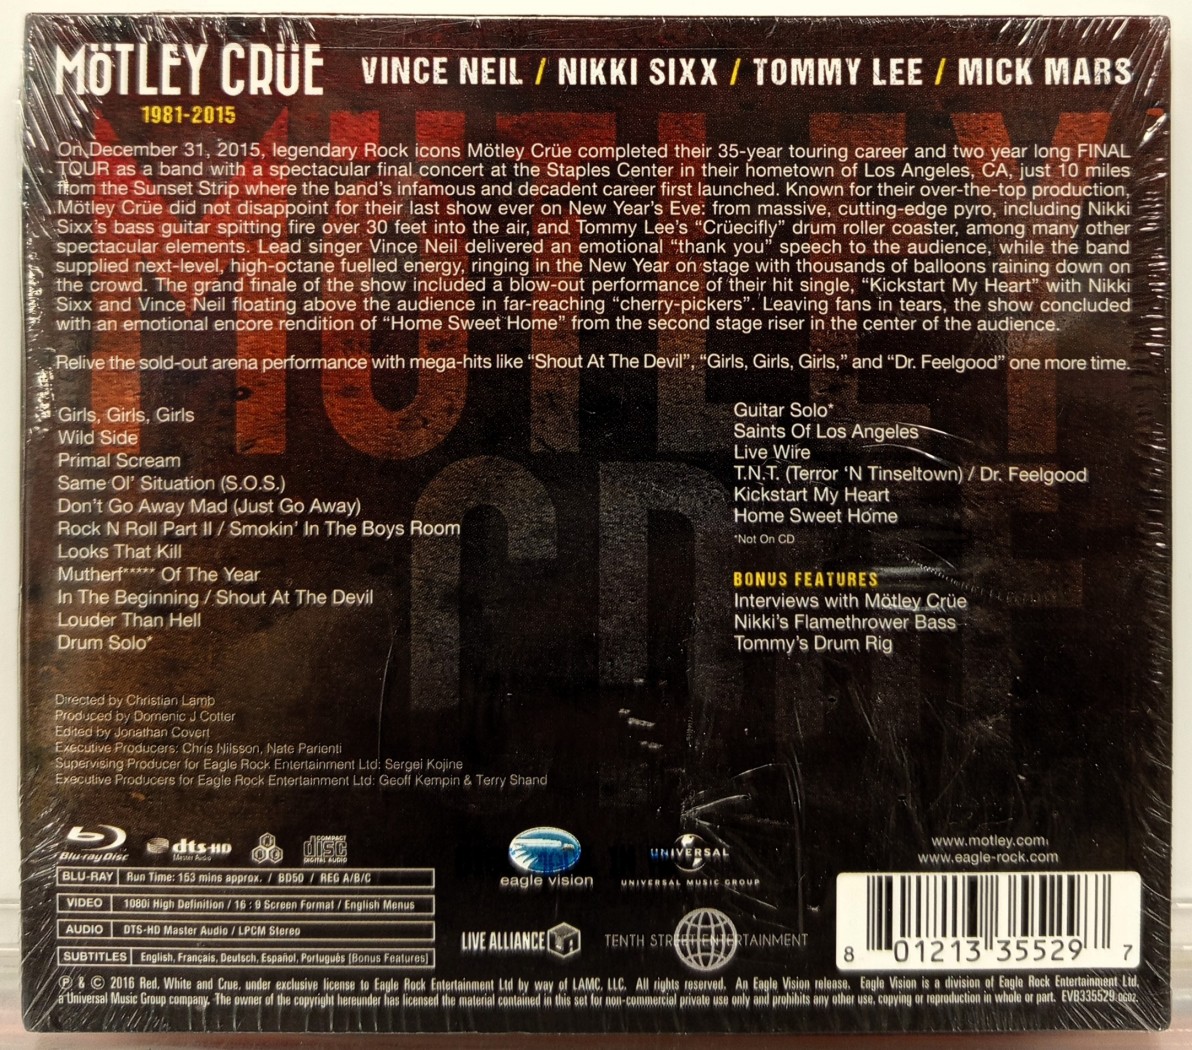 MÖTLEY CRÜE
1981-2015
VINCE NEIL / NIKKI SIXX / TOMMY LEE / MICK MARS
On December 31, 2015, legendary Rock icons Mötley Crüe completed their 35-year touring career and two year long FINAL
TOUR as a band with a spectacular final concert at the Staples Center in their hometown of Los Angeles, CA, just 10 miles
from the Sunset Strip where the band's infamous and decadent career first launched. Known for their over-the-top production,
Mötley Crüe did not disappoint for their last show ever on New Year's Eve: from massive, cutting-edge pyro, including Nikki
Sixx's bass guitar spitting fire over 30 feet into the air, and Tommy Lee's "Crüecifly" drum roller coaster, among many other
spectacular elements. Lead singer Vince Neil delivered an emotional "thank you" speech to the audience, while the band
supplied next-level, high-octane fuelled energy, ringing in the New Year on stage with thousands of balloons raining down on
the crowd. The grand finale of the show included a blow-out performance of their hit single, "Kickstart My Heart" with Nikki
Sixx and Vince Neil floating above the audience in far-reaching "cherry-pickers". Leaving fans in tears, the show concluded
with an emotional encore rendition of "Home Sweet Home" from the second stage riser in the center of the audience.
Relive the sold-out arena performance with mega-hits like "Shout At The Devil", "Girls, Girls, Girls," and "Dr. Feelgood" one more time.
MÖTLEY
CRÜE
Girls, Girls, Girls
Wild Side
Primal Scream
Same Ol' Situation (S.O.S.)
Don't Go Away Mad (Just Go Away)
Rock N Roll Part II / Smokin' In The Boys Room
Looks That Kill
Mutherf***** Of The Year
In The Beginning / Shout At The Devil
Louder Than Hell
Drum Solo*
Guitar Solo*
Saints Of Los Angeles
Live Wire
T.N.T. (Terror 'N Tinseltown) / Dr. Feelgood
Kickstart My Heart
Home Sweet Home
*Not On CD
BONUS FEATURES
Interviews with Mötley Crüe
Nikki's Flamethrower Bass
Tommy's Drum Rig
Directed by Christian Lamb
Produced by Domenic J Cotter
Edited by Jonathan Covert
Executive Producers: Chris Nilsson, Nate Parienti
Supervising Producer for Eagle Rock Entertainment Ltd: Sergei Kojine
Executive Producers for Eagle Rock Entertainment Ltd: Geoff Kempin & Terry Shand
Blu-ray Disc
dts-HD
Master Audio
COMPACT
disc
DIGITAL AUDIO
eagle vision
UNIVERSAL
UNIVERSAL MUSIC GROUP
www.motley.com
www.eagle-rock.com
BLU-RAY Run Time: 153 mins approx. / BD50 / REG A/B/C
VIDEO 1080i High Definition / 16 : 9 Screen Format / English Menus
AUDIO DTS-HD Master Audio / LPCM Stereo
SUBTITLES English, Français, Deutsch, Español, Português [Bonus Features]
LIVE ALLIANCE LA
TENTH STREET ENTERTAINMENT
8 01213 35529 7
℗ & © 2016 Red, White and Crue, under exclusive license to Eagle Rock Entertainment Ltd by way of LAMC, LLC. All rights reserved. An Eagle Vision release. Eagle Vision is a division of Eagle Rock Entertainment Ltd,
a Universal Music Group company. The owner of the copyright hereunder has licensed the material contained in this set for non-commercial private use only and prohibits any other use, copying or reproduction in whole or part. EVB335529